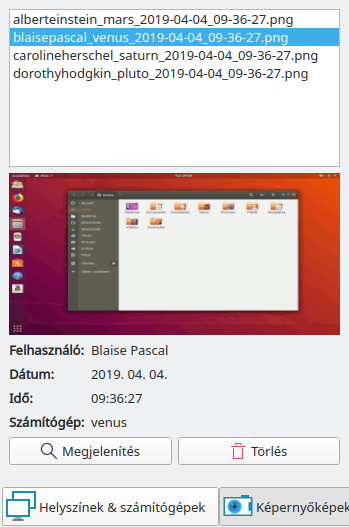 alberteinstein_mars_2019-04-04_09-36-27.png
blaisepascal_venus_2019-04-04_09-36-27.png
carolineherschel_saturn_2019-04-04_09-36-27.png
dorothyhodgkin_pluto_2019-04-04_09-36-27.png
Felhasználó: Blaise Pascal
Dátum: 2019. 04. 04.
Idő: 09:36:27
Számítógép: venus
Megjelenítés Törlés
Helyszínek & számítógépek Képernyőképek